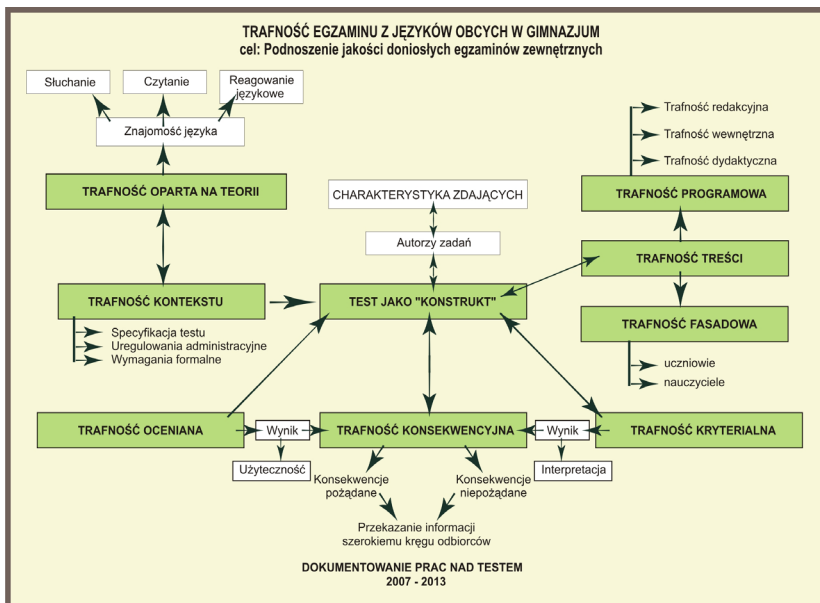 TRAFNOŚĆ EGZAMINU Z JĘZYKÓW OBCYCH W GIMNAZJUM
cel: Podnoszenie jakości doniosłych egzaminów zewnętrznych
Słuchanie
Czytanie
Reagowanie
językowe
Znajomość języka
TRAFNOŚĆ OPARTA NA TEORII
CHARAKTERYSTYKA ZDAJĄCYCH
Autorzy zadań
Trafność redakcyjna
Trafność wewnętrzna
Trafność dydaktyczna
TRAFNOŚĆ PROGRAMOWA
TRAFNOŚĆ TREŚCI
TRAFNOŚĆ KONTEKSTU
TEST JAKO "KONSTRUKT"
TRAFNOŚĆ FASADOWA
Specyfikacja testu
Uregulowania administracyjne
Wymagania formalne
uczniowie
nauczyciele
TRAFNOŚĆ OCENIANA
Wynik
TRAFNOŚĆ KONSEKWENCYJNA
Wynik
TRAFNOŚĆ KRYTERIALNA
Użyteczność
Interpretacja
Konsekwencje
pożądane
Konsekwencje
niepożądane
Przekazanie informacji
szerokiemu kręgu odbiorców
DOKUMENTOWANIE PRAC NAD TESTEM
2007 - 2013